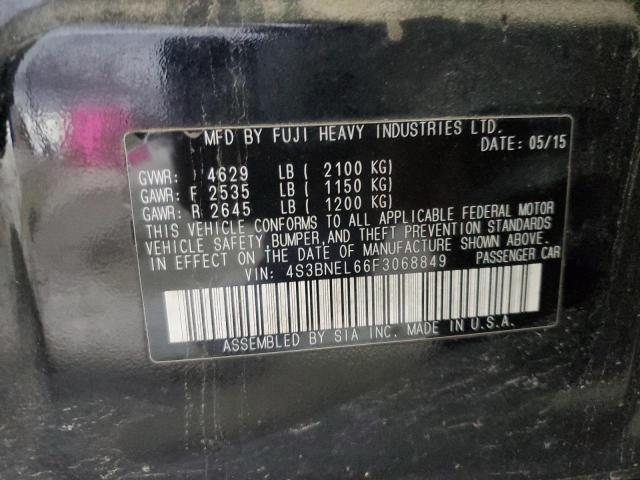 MFD BY FUJI HEAVY INDUSTRIES LTD.
DATE: 05/15
GVWR: 4629 LB ( 2100 KG)
GAWR: F 2535 LB ( 1150 KG)
GAWR: R 2645 LB ( 1200 KG)
THIS VEHICLE CONFORMS TO ALL APPLICABLE FEDERAL MOTOR
VEHICLE SAFETY, BUMPER, AND THEFT PREVENTION STANDARDS
IN EFFECT ON THE DATE OF MANUFACTURE SHOWN ABOVE.
VIN: 4S3BNEL66F3068849 PASSENGER CAR
ASSEMBLED BY SIA INC. MADE IN U.S.A.